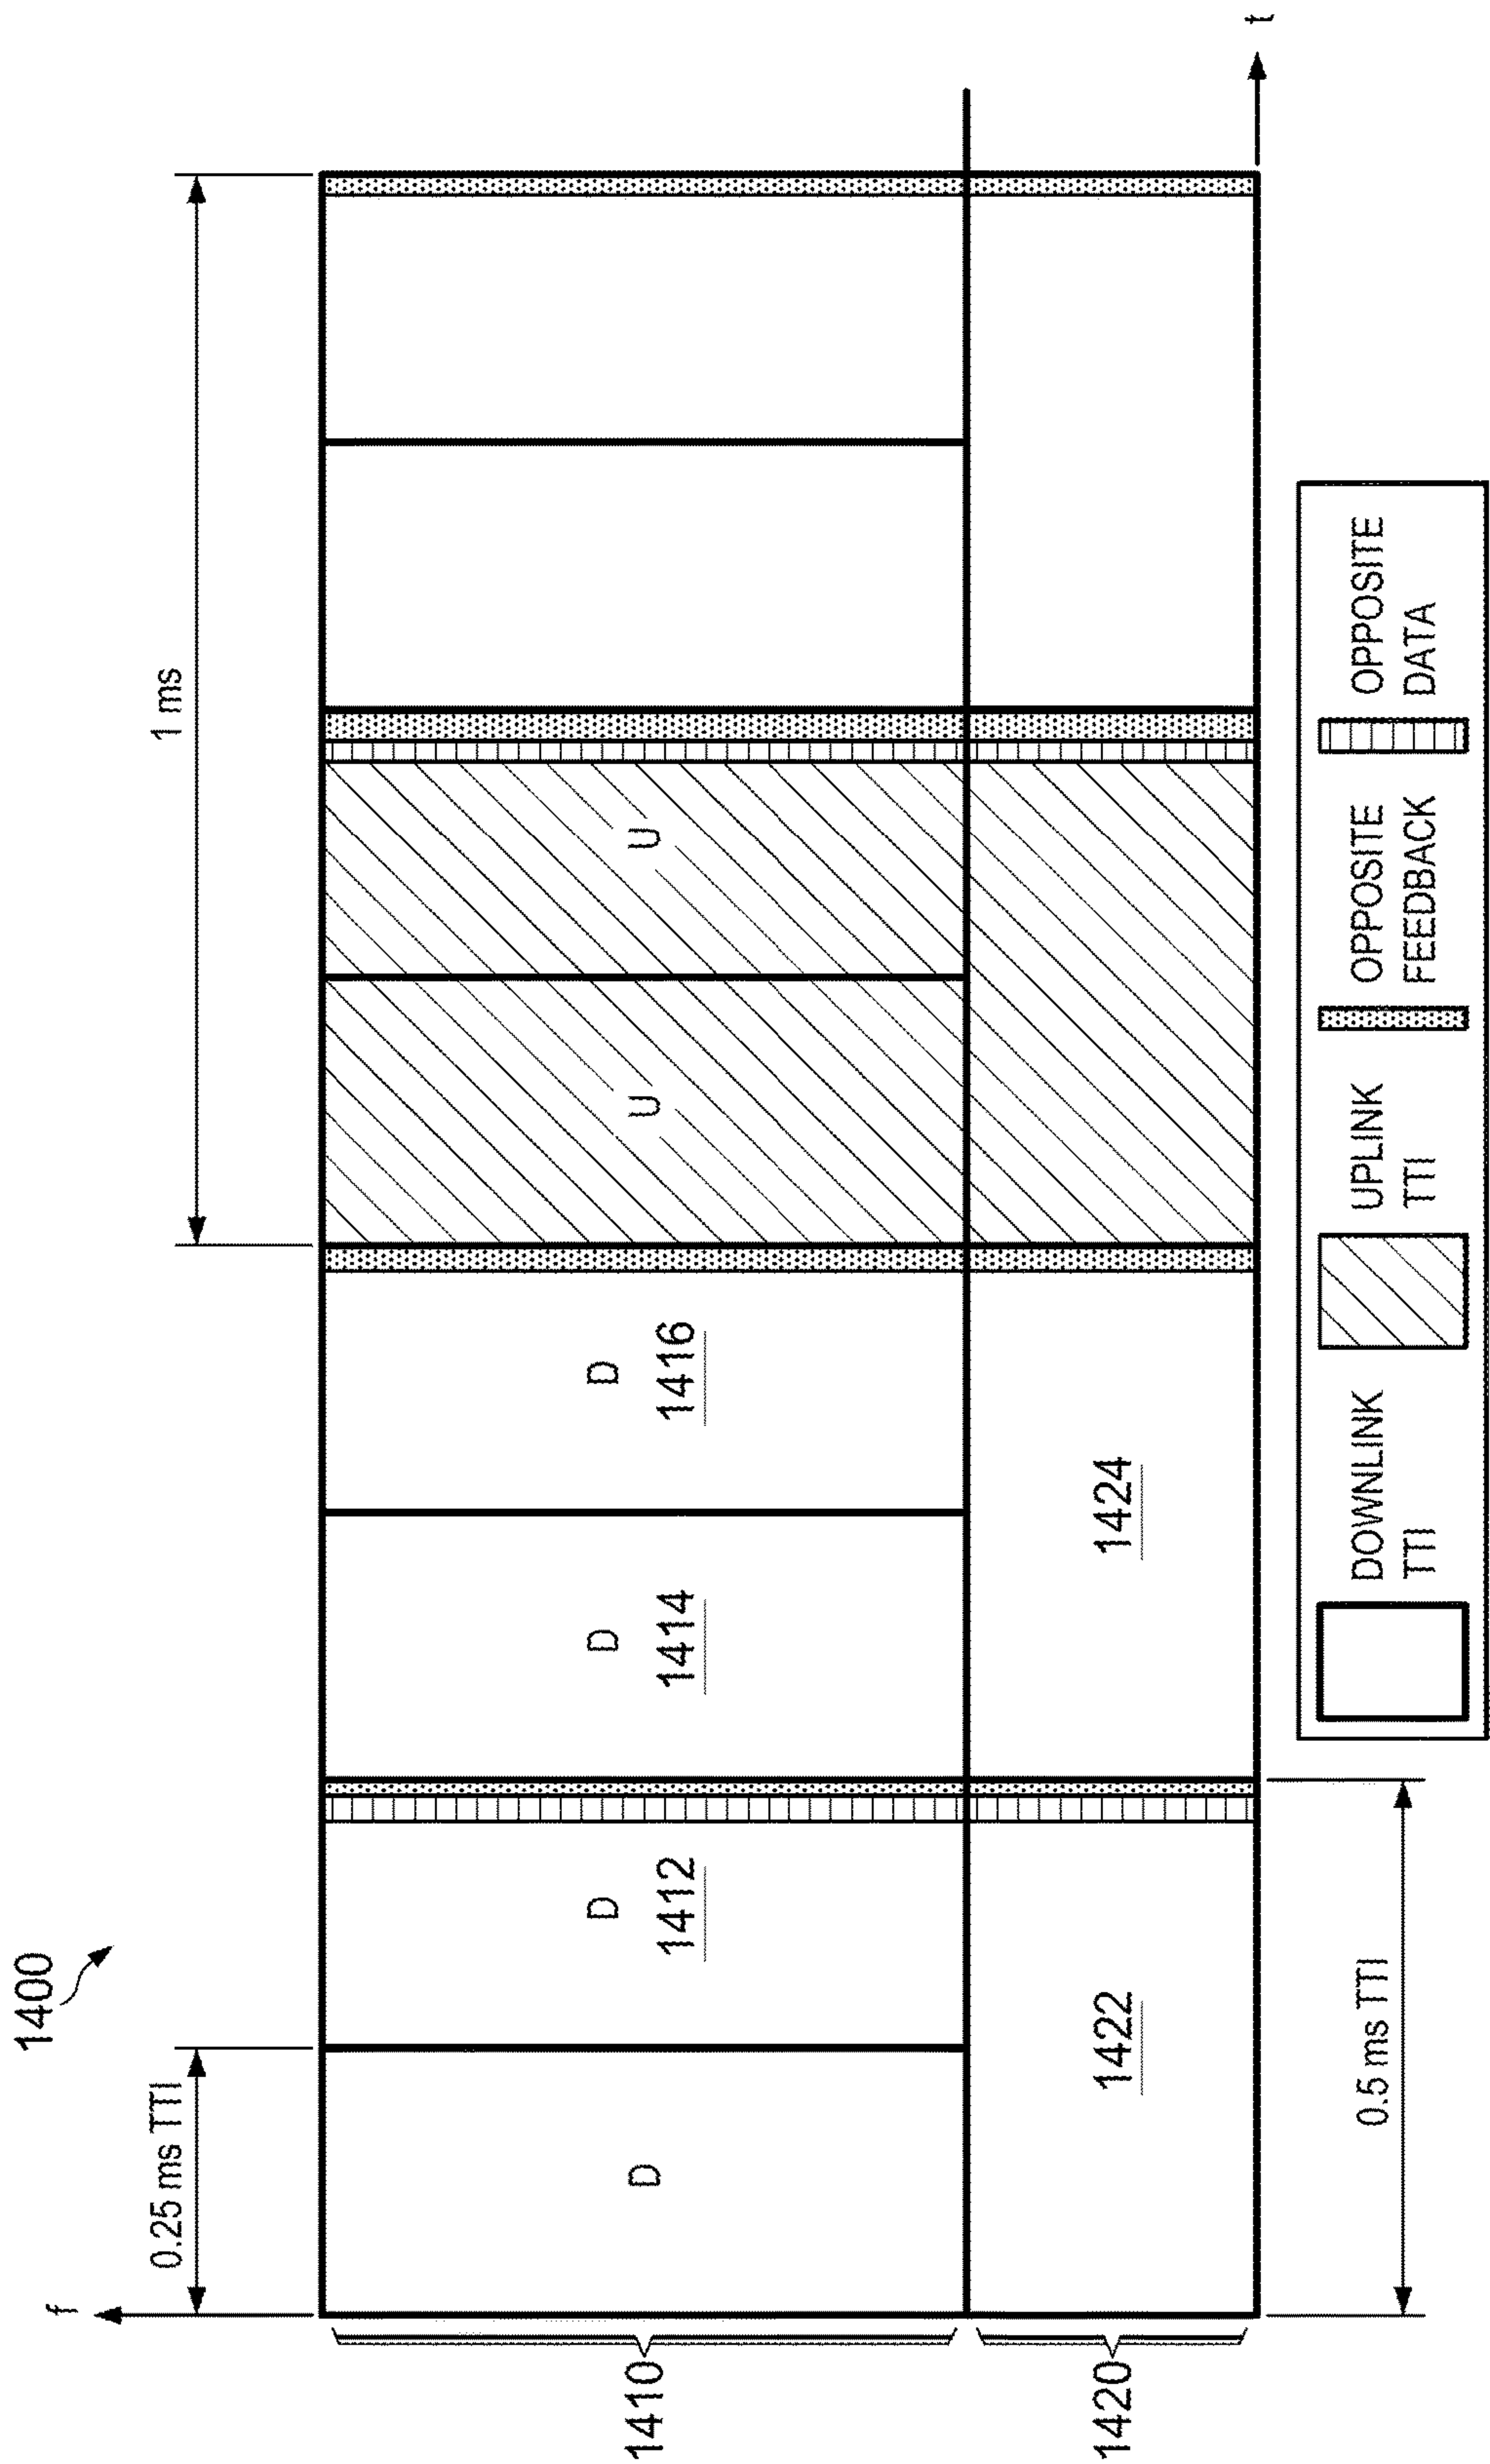 1400
f
0.25 ms TTI
1 ms
1410
D
D
1412
D
1414
D
1416
U
U
1420
1422
1424
t
0.5 ms TTI
DOWNLINK
TTI
UPLINK
TTI
OPPOSITE
FEEDBACK
OPPOSITE
DATA